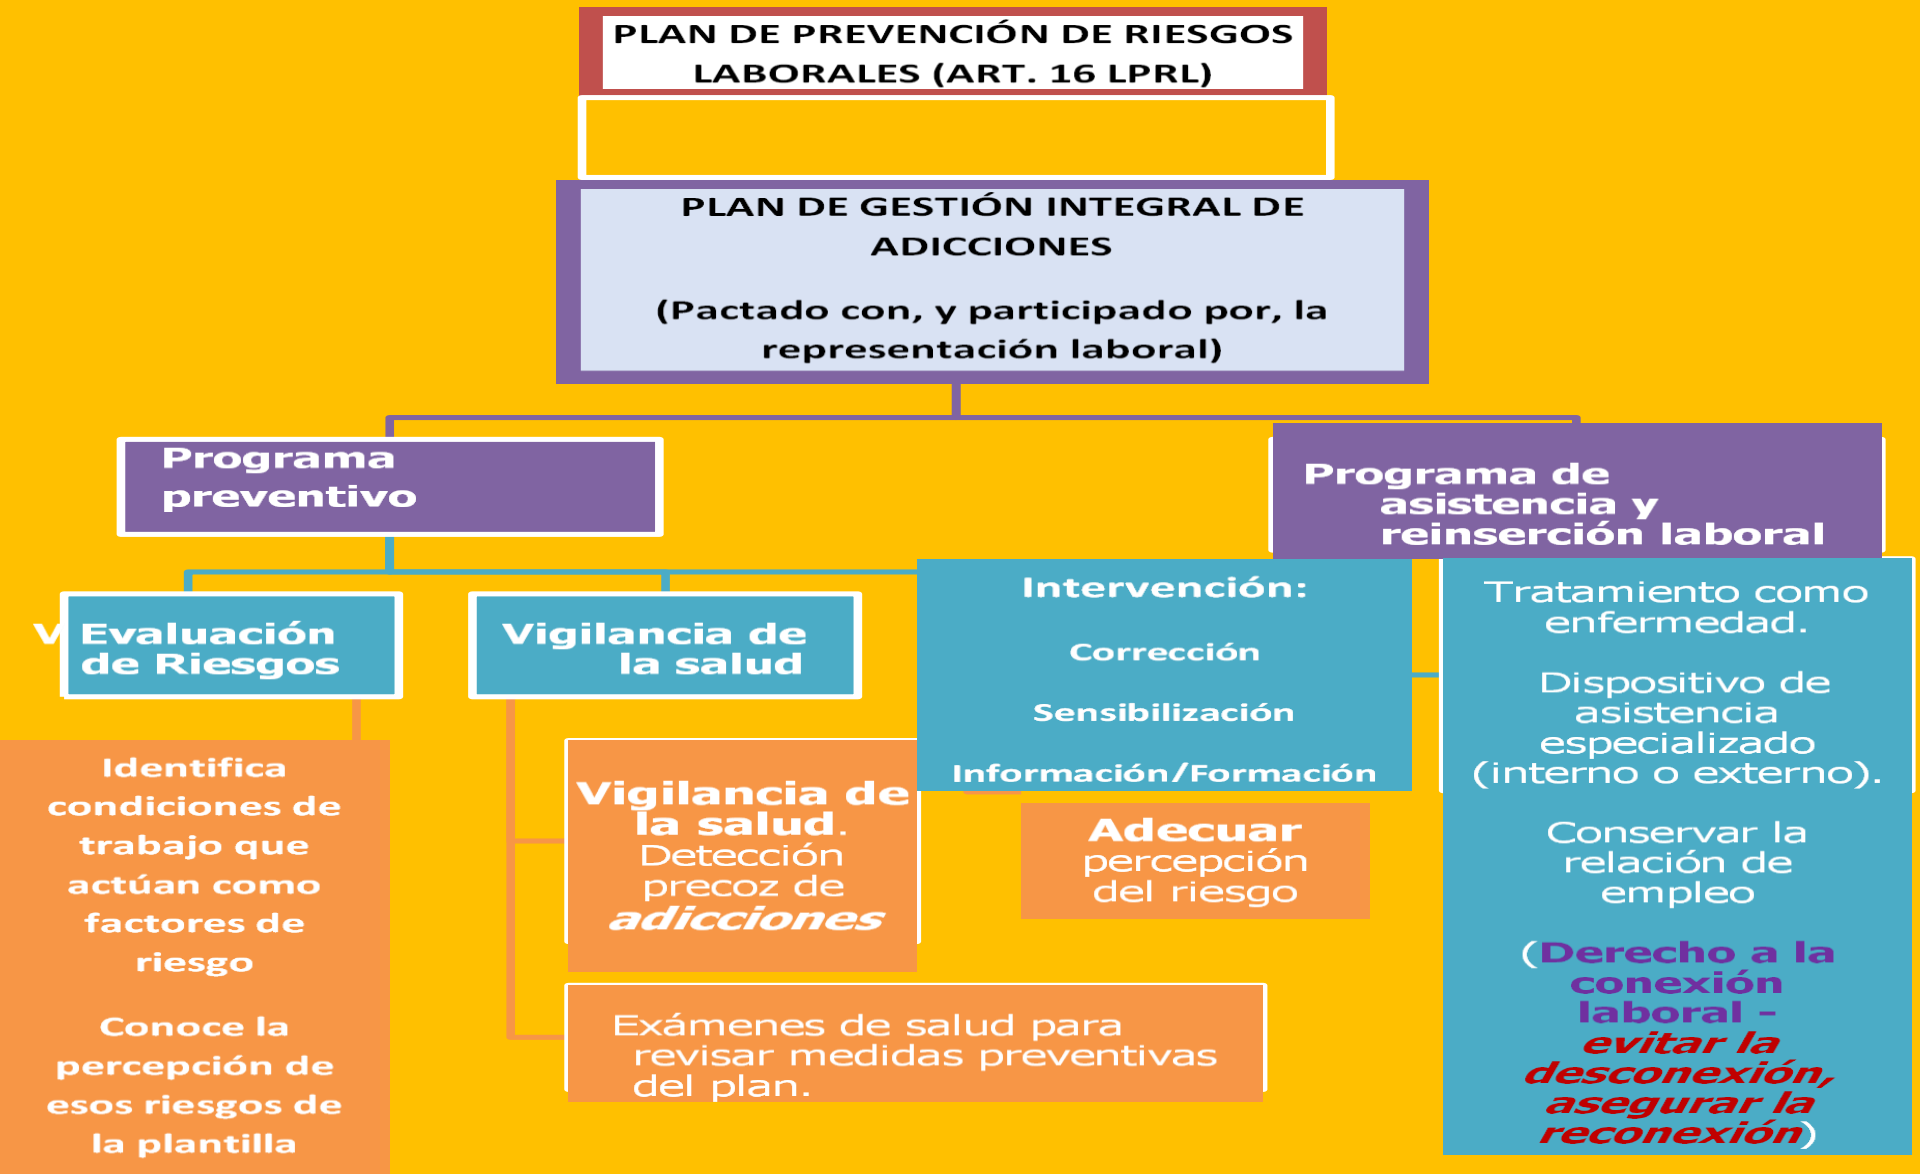 PLAN DE PREVENCIÓN DE RIESGOS
LABORALES (ART. 16 LPRL)
PLAN DE GESTIÓN INTEGRAL DE
ADICCIONES
(Pactado con, y participado por, la
representación laboral)
Programa
preventivo
Programa de
asistencia y
reinserción laboral
V
Evaluación
de Riesgos
Vigilancia de
la salud
Intervención:
Corrección
Sensibilización
Información/Formación
Tratamiento como
enfermedad.
Dispositivo de
asistencia
especializado
(interno o externo).
Conservar la
relación de
empleo
(Derecho a la
conexión
laboral –
evitar la
desconexión,
asegurar la
reconexión)
Identifica
condiciones de
trabajo que
actúan como
factores de
riesgo
Conoce la
percepción de
esos riesgos de
la plantilla
Vigilancia de
la salud.
Detección
precoz de
adicciones
Adecuar
percepción
del riesgo
Exámenes de salud para
revisar medidas preventivas
del plan.